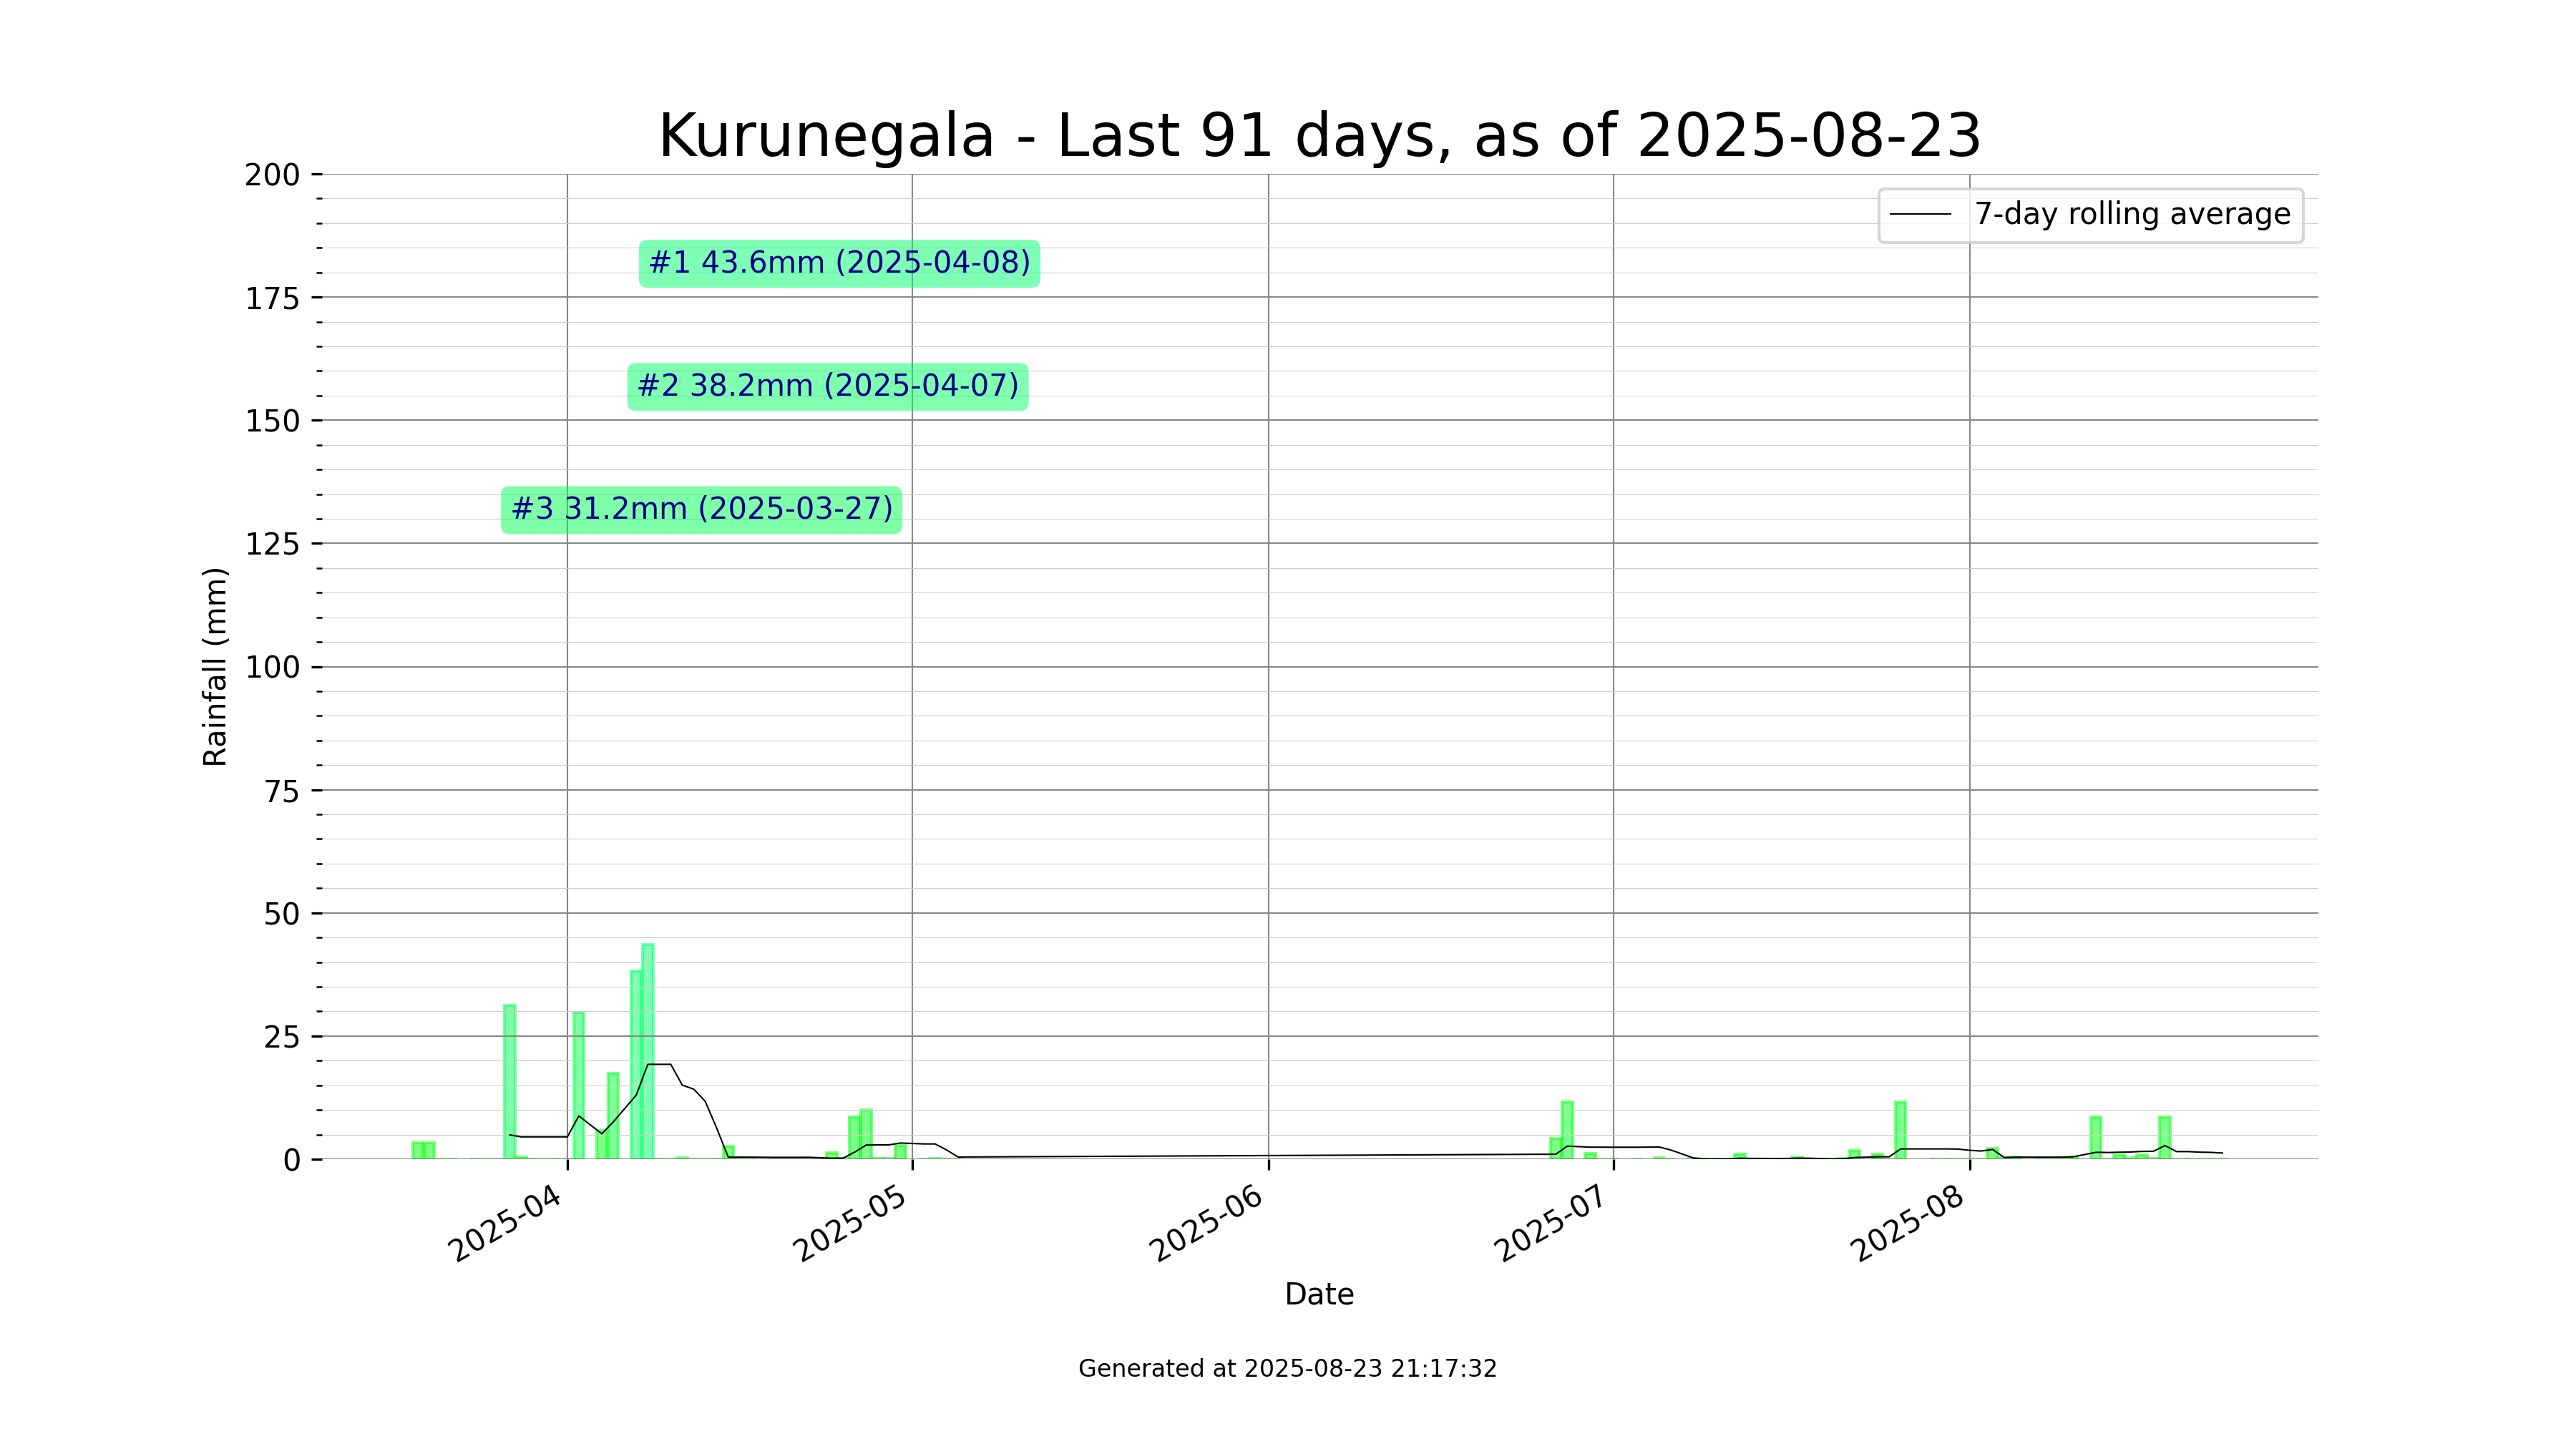 Kurunegala - Last 91 days, as of 2025-08-23
7-day rolling average
#1 43.6mm (2025-04-08)
#2 38.2mm (2025-04-07)
#3 31.2mm (2025-03-27)
Rainfall (mm)
200
175
150
125
100
75
50
25
0
2025-04
2025-05
2025-06
2025-07
2025-08
Date
Generated at 2025-08-23 21:17:32